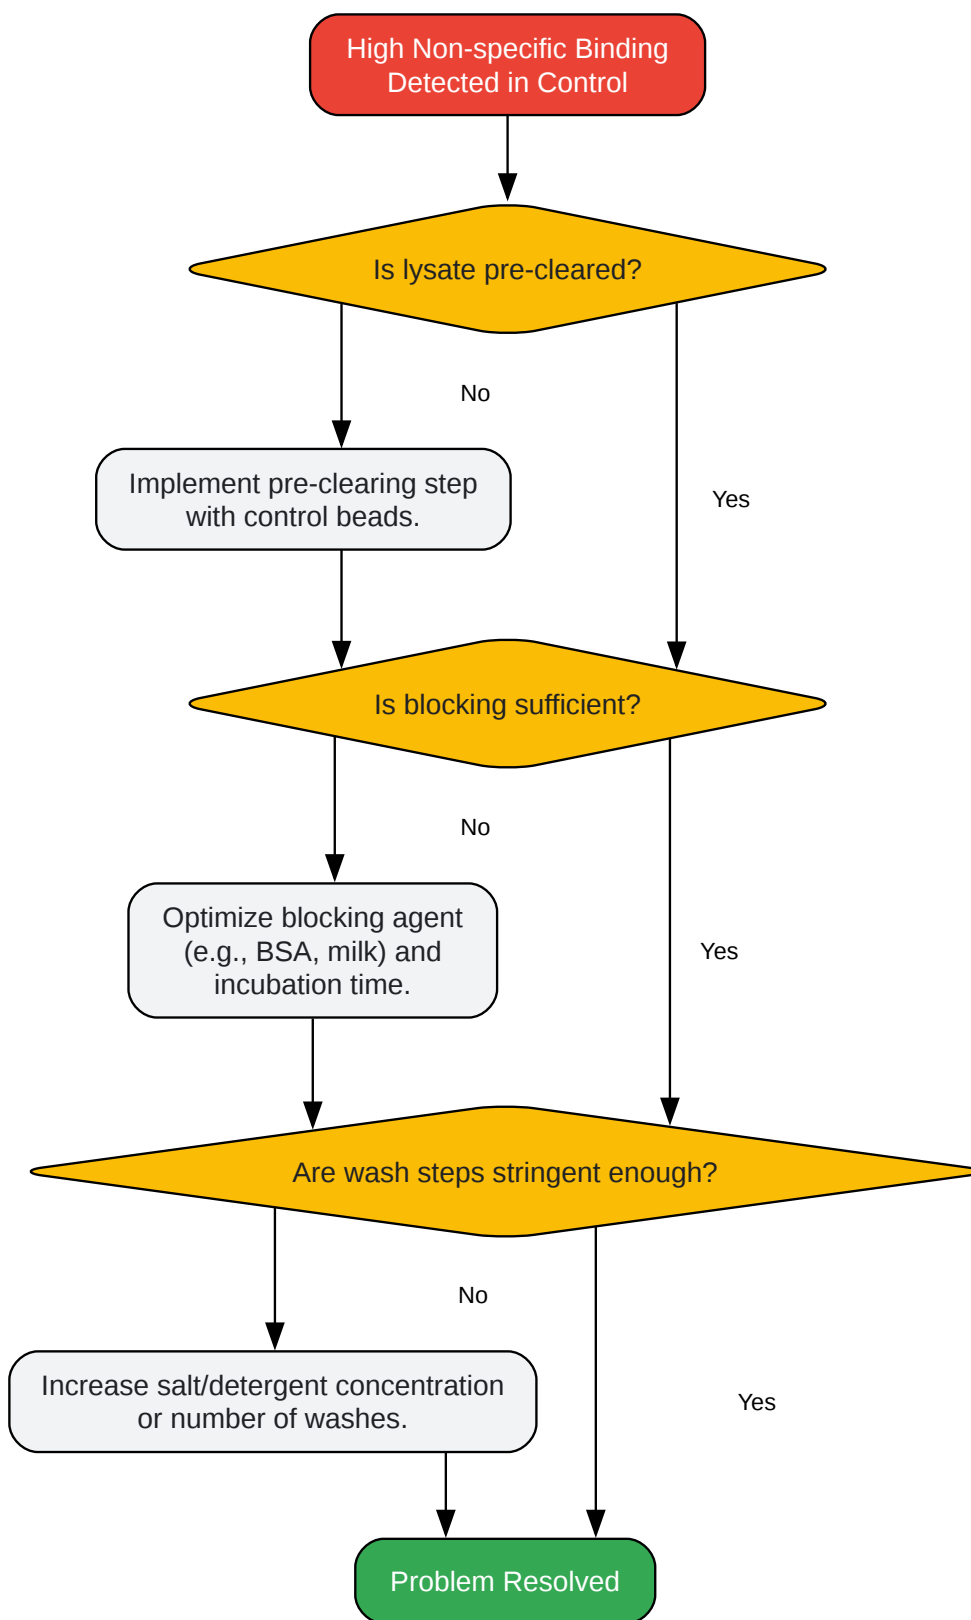 High Non-specific Binding
Detected in Control
Is lysate pre-cleared?
No
Implement pre-clearing step
with control beads.
Yes
Is blocking sufficient?
No
Optimize blocking agent
(e.g., BSA, milk) and
incubation time.
Yes
Are wash steps stringent enough?
No
Increase salt/detergent concentration
or number of washes.
Yes
Problem Resolved